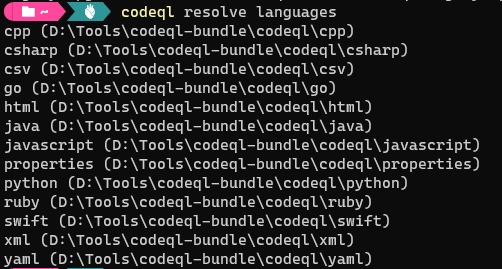 ~ codeql resolve languages
cpp (D:\Tools\codeql-bundle\codeql\cpp)
csharp (D:\Tools\codeql-bundle\codeql\csharp)
csv (D:\Tools\codeql-bundle\codeql\csv)
go (D:\Tools\codeql-bundle\codeql\go)
html (D:\Tools\codeql-bundle\codeql\html)
java (D:\Tools\codeql-bundle\codeql\java)
javascript (D:\Tools\codeql-bundle\codeql\javascript)
properties (D:\Tools\codeql-bundle\codeql\properties)
python (D:\Tools\codeql-bundle\codeql\python)
ruby (D:\Tools\codeql-bundle\codeql\ruby)
swift (D:\Tools\codeql-bundle\codeql\swift)
xml (D:\Tools\codeql-bundle\codeql\xml)
yaml (D:\Tools\codeql-bundle\codeql\yaml)